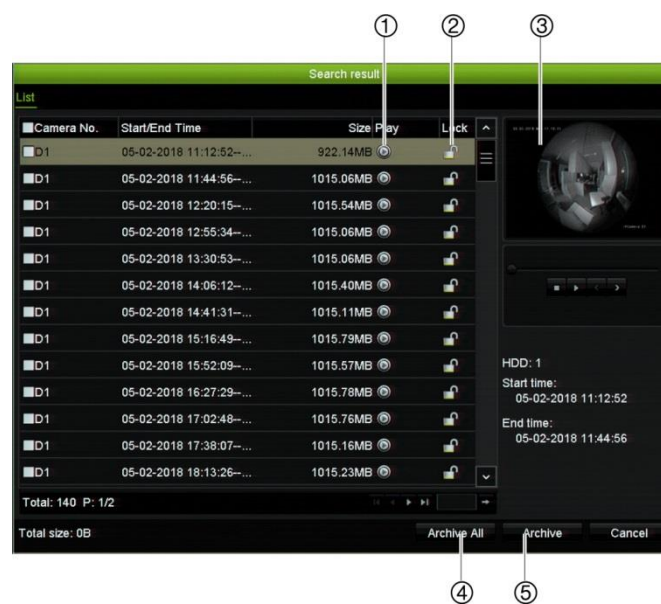 ① ② ③
Search result
List
Camera No. Start/End Time Size Play Lock
D1 05-02-2018 11:12:52--... 922.14MB
D1 05-02-2018 11:44:56--... 1015.06MB
D1 05-02-2018 12:20:15--... 1015.54MB
D1 05-02-2018 12:55:34--... 1015.06MB
D1 05-02-2018 13:30:53--... 1015.06MB
D1 05-02-2018 14:06:12--... 1015.40MB
D1 05-02-2018 14:41:31--... 1015.11MB
D1 05-02-2018 15:16:49--... 1015.79MB
D1 05-02-2018 15:52:09--... 1015.57MB
D1 05-02-2018 16:27:29--... 1015.78MB
D1 05-02-2018 17:02:48--... 1015.76MB
D1 05-02-2018 17:38:07--... 1015.16MB
D1 05-02-2018 18:13:26--... 1015.23MB
HDD: 1
Start time:
05-02-2018 11:12:52
End time:
05-02-2018 11:44:56
Total: 140 P: 1/2
Total size: 0B
Archive All Archive Cancel
④ ⑤